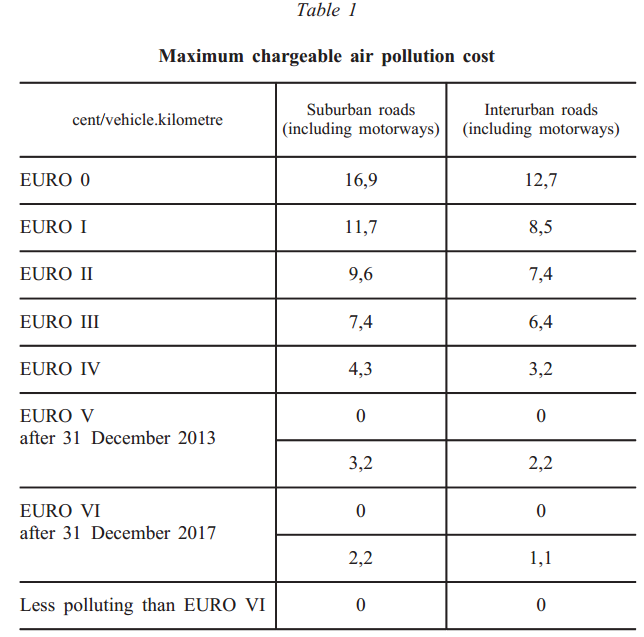 Table 1
Maximum chargeable air pollution cost
cent/vehicle.kilometre
Suburban roads
(including motorways)
Interurban roads
(including motorways)
EURO 0 16,9 12,7
EURO I 11,7 8,5
EURO II 9,6 7,4
EURO III 7,4 6,4
EURO IV 4,3 3,2
EURO V 0 0
after 31 December 2013
3,2 2,2
EURO VI 0 0
after 31 December 2017
2,2 1,1
Less polluting than EURO VI 0 0